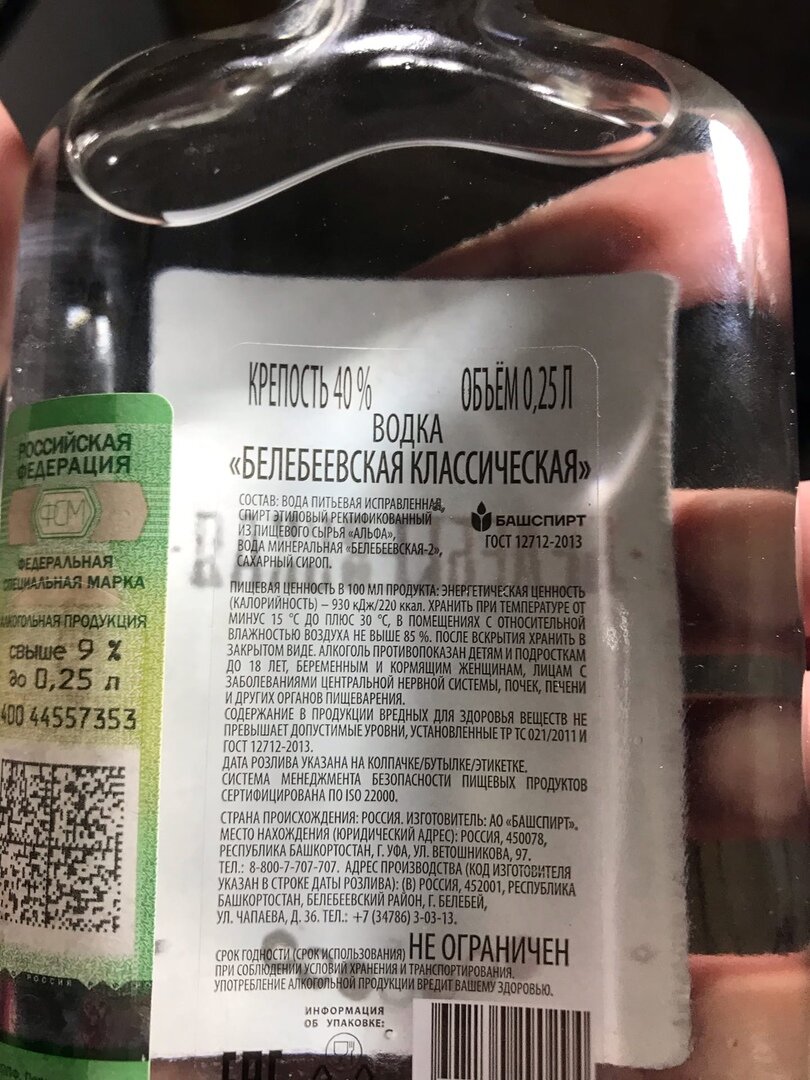 КРЕПОСТЬ 40 % ОБЪЁМ 0,25 Л
ВОДКА
«БЕЛЕБЕЕВСКАЯ КЛАССИЧЕСКАЯ»
СОСТАВ: ВОДА ПИТЬЕВАЯ ИСПРАВЛЕННАЯ,
СПИРТ ЭТИЛОВЫЙ РЕКТИФИКОВАННЫЙ
ИЗ ПИЩЕВОГО СЫРЬЯ «АЛЬФА»,
ВОДА МИНЕРАЛЬНАЯ «БЕЛЕБЕЕВСКАЯ-2»,
САХАРНЫЙ СИРОП.
БАШСПИРТ
ГОСТ 12712-2013
ПИЩЕВАЯ ЦЕННОСТЬ В 100 МЛ ПРОДУКТА: ЭНЕРГЕТИЧЕСКАЯ ЦЕННОСТЬ
(КАЛОРИЙНОСТЬ) – 930 кДж/220 ккал. ХРАНИТЬ ПРИ ТЕМПЕРАТУРЕ ОТ
МИНУС 15 °С ДО ПЛЮС 30 °С, В ПОМЕЩЕНИЯХ С ОТНОСИТЕЛЬНОЙ
ВЛАЖНОСТЬЮ ВОЗДУХА НЕ ВЫШЕ 85 %. ПОСЛЕ ВСКРЫТИЯ ХРАНИТЬ В
ЗАКРЫТОМ ВИДЕ. АЛКОГОЛЬ ПРОТИВОПОКАЗАН ДЕТЯМ И ПОДРОСТКАМ
ДО 18 ЛЕТ, БЕРЕМЕННЫМ И КОРМЯЩИМ ЖЕНЩИНАМ, ЛИЦАМ С
ЗАБОЛЕВАНИЯМИ ЦЕНТРАЛЬНОЙ НЕРВНОЙ СИСТЕМЫ, ПОЧЕК, ПЕЧЕНИ
И ДРУГИХ ОРГАНОВ ПИЩЕВАРЕНИЯ.
СОДЕРЖАНИЕ В ПРОДУКЦИИ ВРЕДНЫХ ДЛЯ ЗДОРОВЬЯ ВЕЩЕСТВ НЕ
ПРЕВЫШАЕТ ДОПУСТИМЫЕ УРОВНИ, УСТАНОВЛЕННЫЕ ТР ТС 021/2011 И
ГОСТ 12712-2013.
ДАТА РОЗЛИВА УКАЗАНА НА КОЛПАЧКЕ/БУТЫЛКЕ/ЭТИКЕТКЕ.
СИСТЕМА МЕНЕДЖМЕНТА БЕЗОПАСНОСТИ ПИЩЕВЫХ ПРОДУКТОВ
СЕРТИФИЦИРОВАНА ПО ISO 22000.
СТРАНА ПРОИСХОЖДЕНИЯ: РОССИЯ. ИЗГОТОВИТЕЛЬ: АО «БАШСПИРТ».
МЕСТО НАХОЖДЕНИЯ (ЮРИДИЧЕСКИЙ АДРЕС): РОССИЯ, 450078,
РЕСПУБЛИКА БАШКОРТОСТАН, Г. УФА, УЛ. ВЕТОШНИКОВА, 97.
ТЕЛ.: 8-800-7-707-707. АДРЕС ПРОИЗВОДСТВА (КОД ИЗГОТОВИТЕЛЯ
УКАЗАН В СТРОКЕ ДАТЫ РОЗЛИВА): (В) РОССИЯ, 452001, РЕСПУБЛИКА
БАШКОРТОСТАН, БЕЛЕБЕЕВСКИЙ РАЙОН, Г. БЕЛЕБЕЙ,
УЛ. ЧАПАЕВА, Д. 36. ТЕЛ.: +7 (34786) 3-03-13.
СРОК ГОДНОСТИ (СРОК ИСПОЛЬЗОВАНИЯ) НЕ ОГРАНИЧЕН
ПРИ СОБЛЮДЕНИИ УСЛОВИЙ ХРАНЕНИЯ И ТРАНСПОРТИРОВАНИЯ.
УПОТРЕБЛЕНИЕ АЛКОГОЛЬНОЙ ПРОДУКЦИИ ВРЕДИТ ВАШЕМУ ЗДОРОВЬЮ.
ИНФОРМАЦИЯ
ОБ УПАКОВКЕ:
РОССИЙСКАЯ
ФЕДЕРАЦИЯ
ФСМ
ФЕДЕРАЛЬНАЯ
СПЕЦИАЛЬНАЯ МАРКА
АЛКОГОЛЬНАЯ ПРОДУКЦИЯ
свыше 9 %
до 0,25 л
400 44557353
РОССИЯ